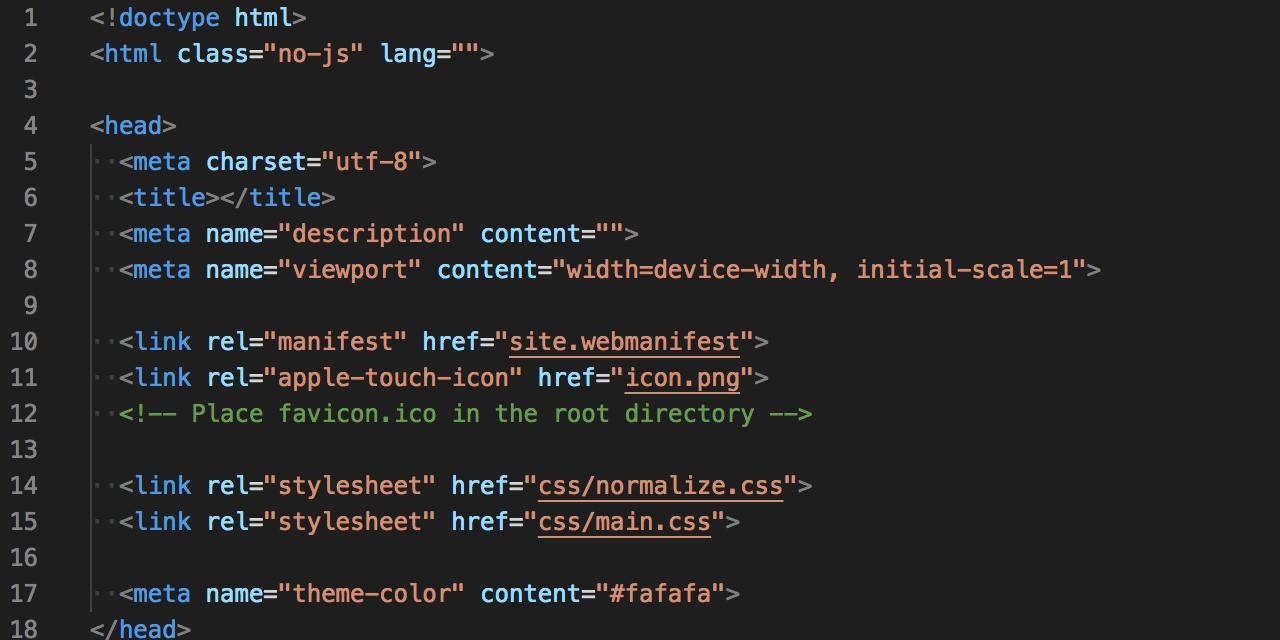 1 <!doctype html>
2 <html class="no-js" lang="">
3
4 <head>
5   <meta charset="utf-8">
6   <title></title>
7   <meta name="description" content="">
8   <meta name="viewport" content="width=device-width, initial-scale=1">
9
10   <link rel="manifest" href="site.webmanifest">
11   <link rel="apple-touch-icon" href="icon.png">
12   <!-- Place favicon.ico in the root directory -->
13
14   <link rel="stylesheet" href="css/normalize.css">
15   <link rel="stylesheet" href="css/main.css">
16
17   <meta name="theme-color" content="#fafafa">
18 </head>